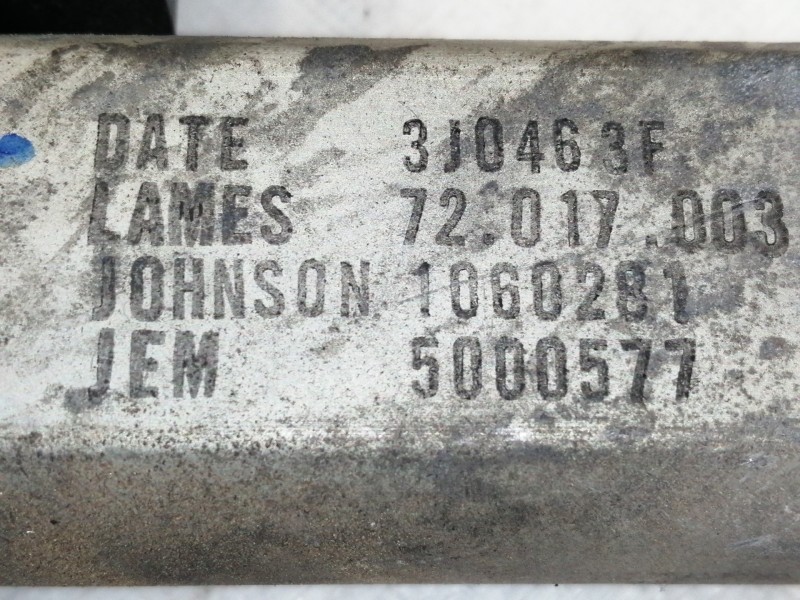 DATE 3J0463F
LAMES 72.017.003
JOHNSON 1060281
JEM 5000577